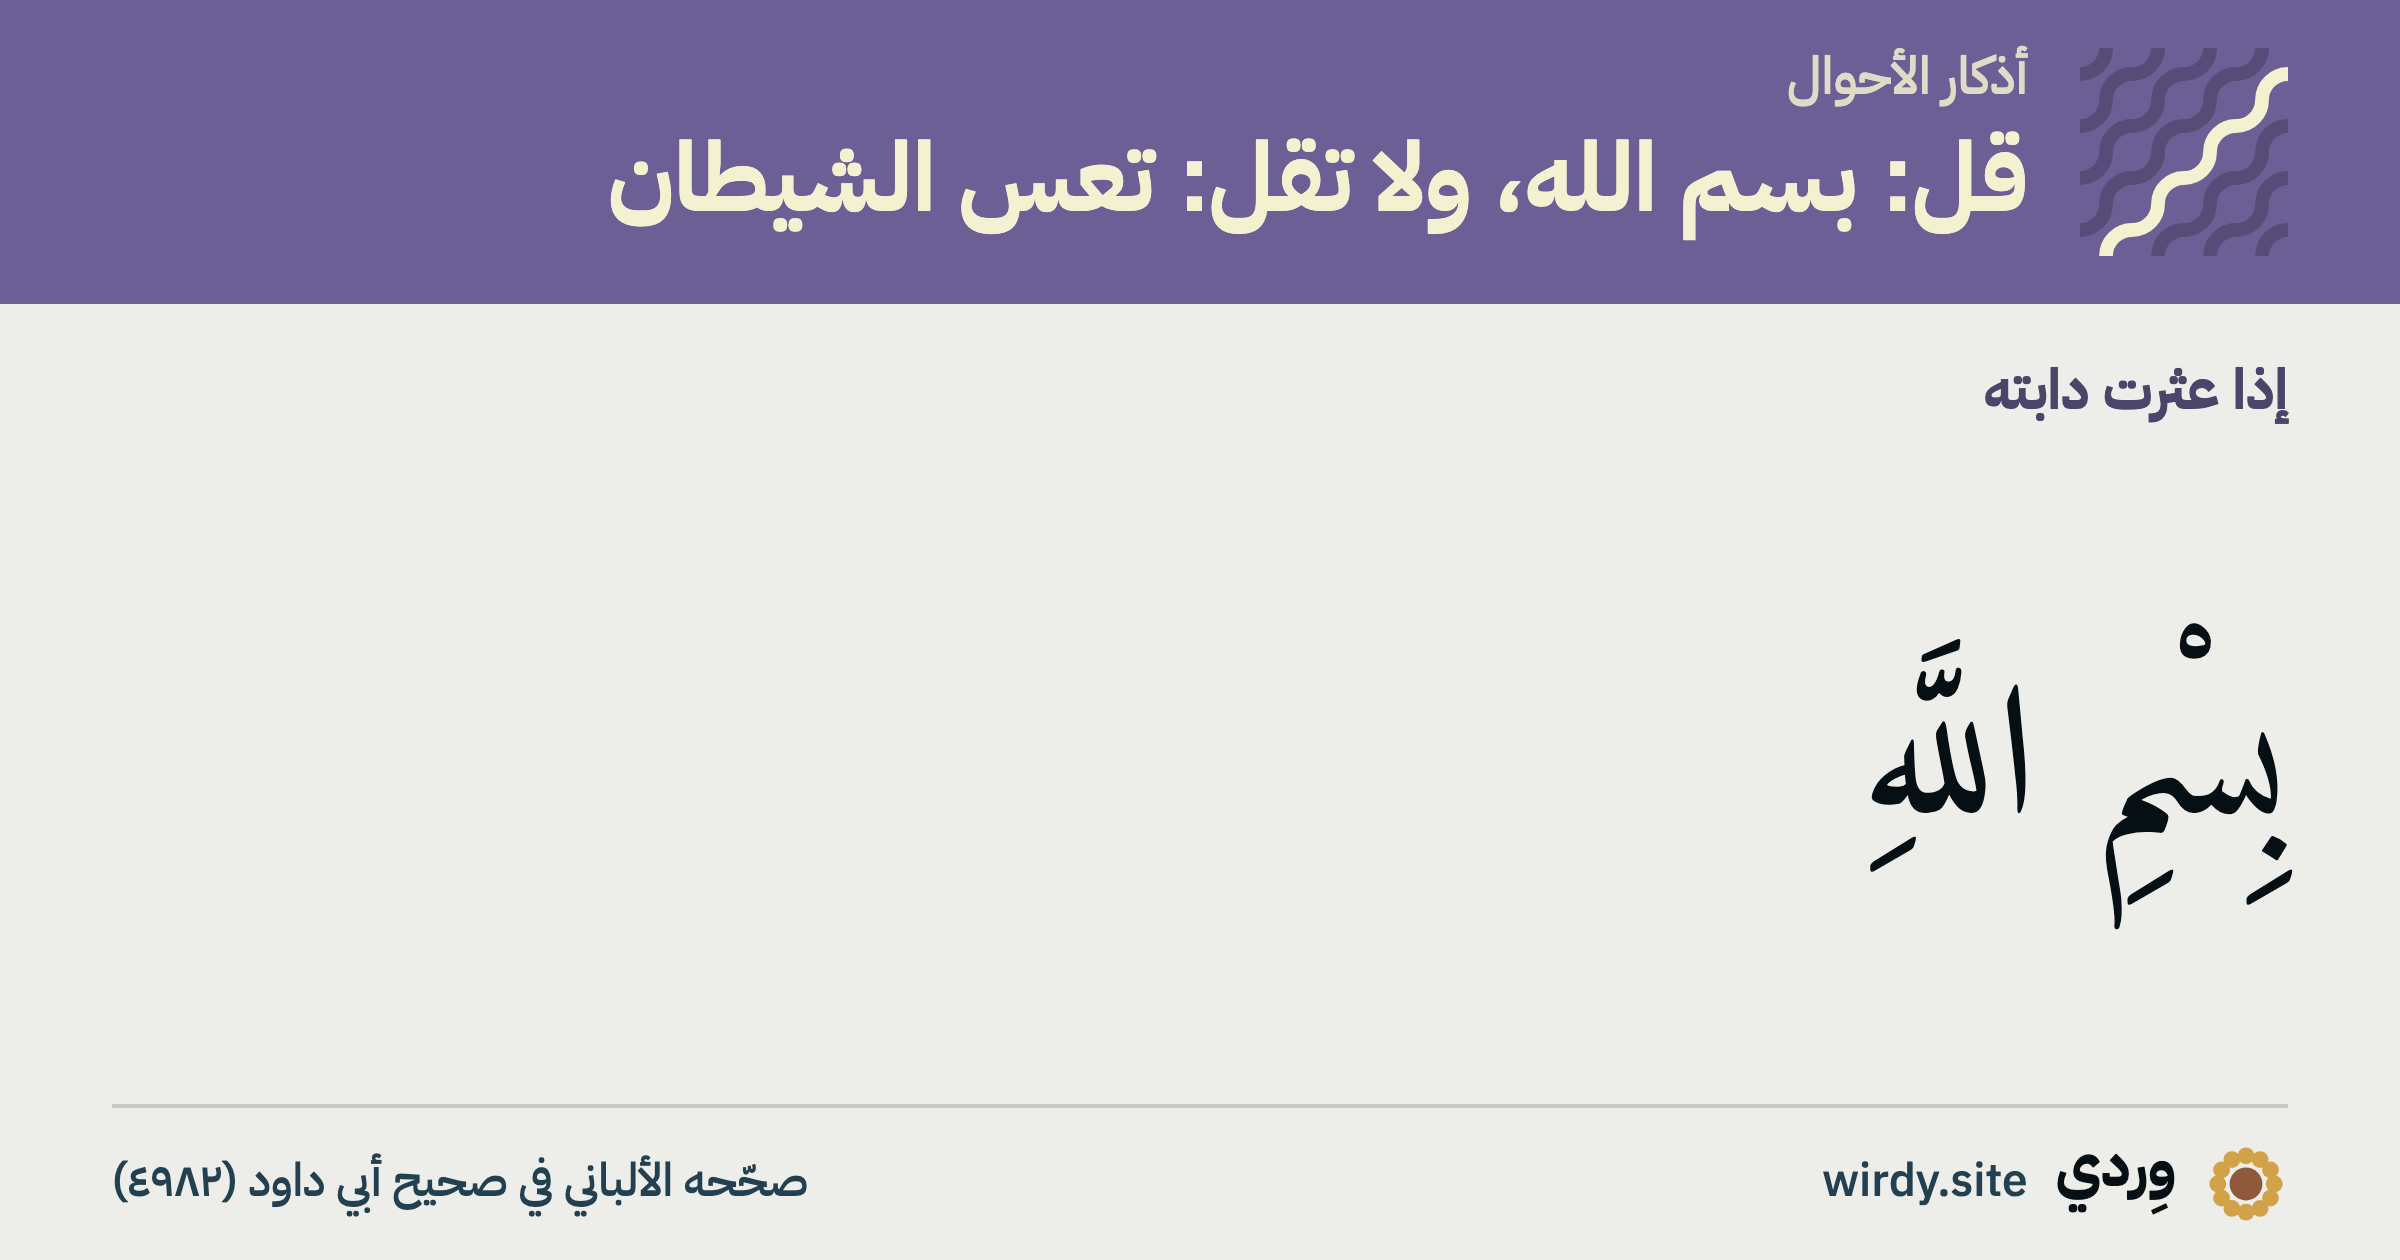 أذكار الأحوال
قل: بسم الله، ولا تقل: تعس الشيطان
إذا عثرت دابته
بِسْمِ اللَّهِ
وِردي wirdy.site
صحّحه الألباني في صحيح أبي داود (٤٩٨٢)